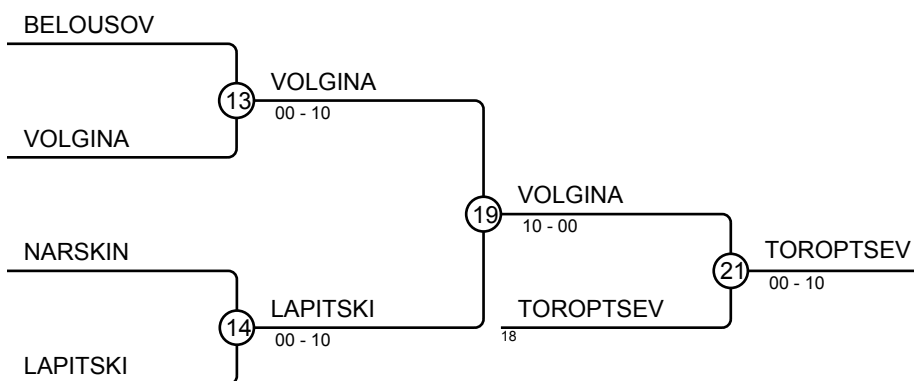 BELOUSOV
13
VOLGINA
00 - 10
VOLGINA
19
VOLGINA
10 - 00
NARSKIN
21
TOROPTSEV
00 - 10
14
LAPITSKI
00 - 10
TOROPTSEV
18
LAPITSKI